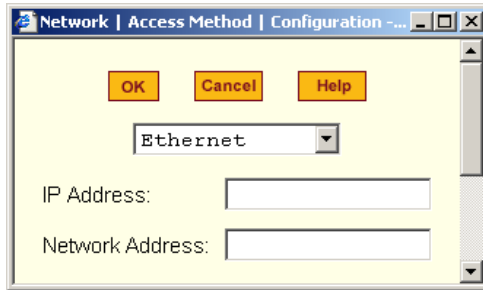 Network | Access Method | Configuration -...
OK Cancel Help
Ethernet
IP Address:
Network Address: